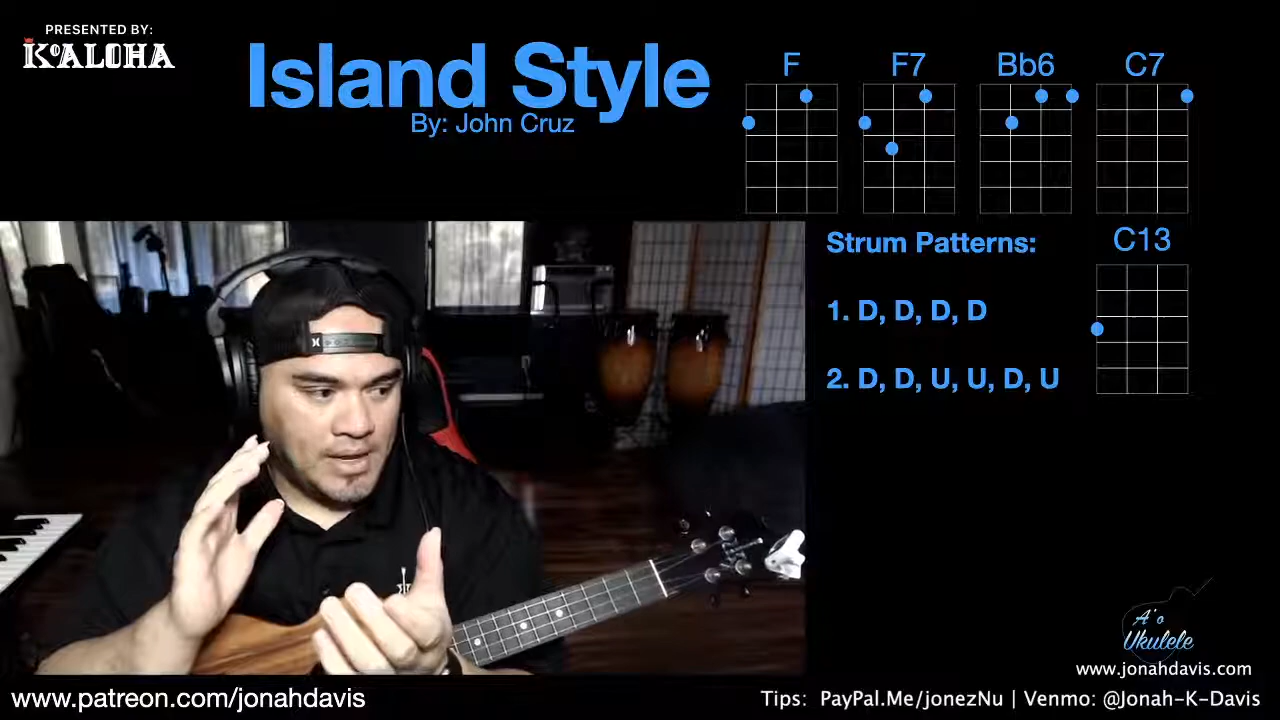 PRESENTED BY:
KoALOHA
Island Style
By: John Cruz
F
F7
Bb6
C7
Strum Patterns:
C13
1. D, D, D, D
2. D, D, U, U, D, U
A'o
Ukulele
www.jonahdavis.com
www.patreon.com/jonahdavis
Tips: PayPal.Me/jonezNu | Venmo: @Jonah-K-Davis